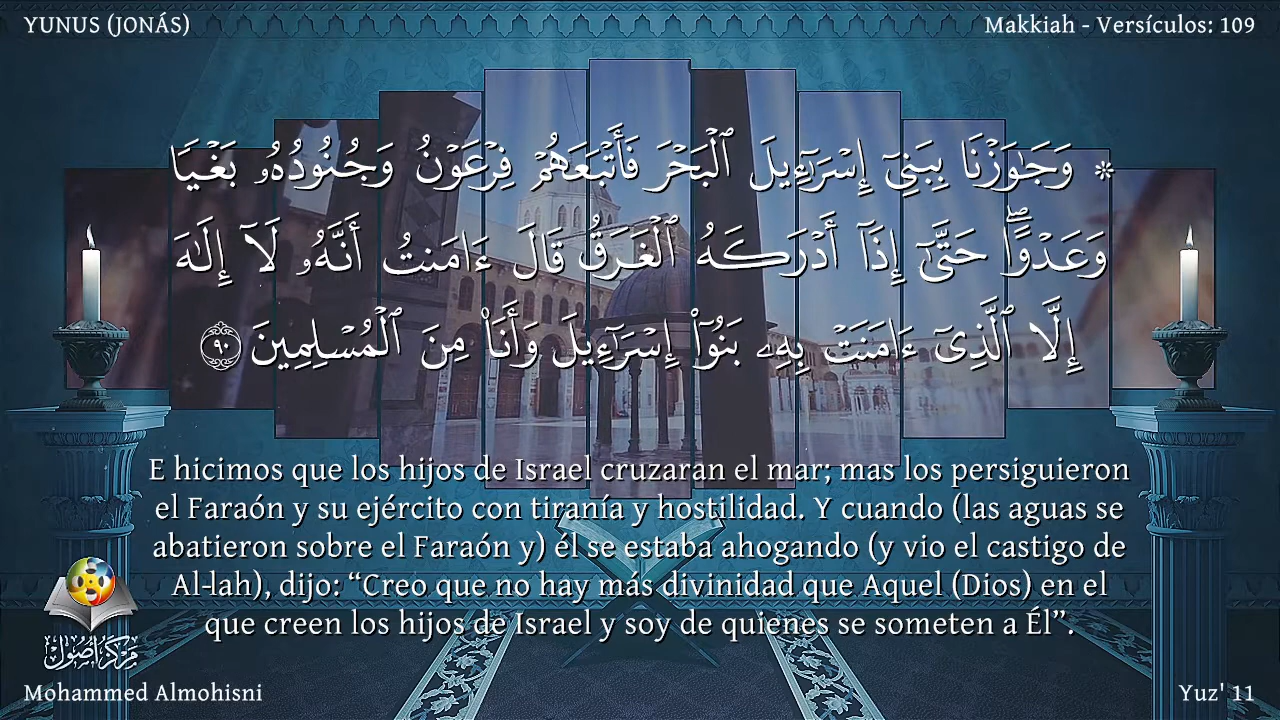 YUNUS (JONÁS)
Makkiah - Versículos: 109
۞ وَجَٰوَزْنَا بِبَنِىٓ إِسْرَٰٓءِيلَ ٱلْبَحْرَ فَأَتْبَعَهُمْ فِرْعَوْنُ وَجُنُودُهُۥ بَغْيًا
وَعَدْوًا ۖ حَتَّىٰٓ إِذَآ أَدْرَكَهُ ٱلْغَرَقُ قَالَ ءَامَنتُ أَنَّهُۥ لَآ إِلَٰهَ
إِلَّا ٱلَّذِىٓ ءَامَنَتْ بِهِۦ بَنُوٓا۟ إِسْرَٰٓءِيلَ وَأَنَا۠ مِنَ ٱلْمُسْلِمِينَ ٩٠
E hicimos que los hijos de Israel cruzaran el mar; mas los persiguieron
el Faraón y su ejército con tiranía y hostilidad. Y cuando (las aguas se
abatieron sobre el Faraón y) él se estaba ahogando (y vio el castigo de
Al-lah), dijo: “Creo que no hay más divinidad que Aquel (Dios) en el
que creen los hijos de Israel y soy de quienes se someten a Él”.
مركز أصول
Mohammed Almohisni
Yuz' 11